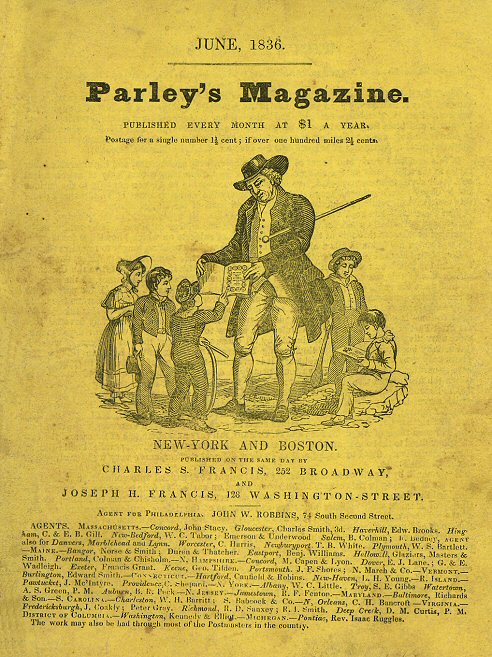 JUNE, 1836.
Parley's Magazine.
PUBLISHED EVERY MONTH AT $1 A YEAR.
Postage for a single number 1½ cent; if over one hundred miles 2½ cents.
NEW-YORK AND BOSTON.
PUBLISHED ON THE SAME DAY BY
CHARLES S. FRANCIS, 252 BROADWAY,
AND
JOSEPH H. FRANCIS, 128 WASHINGTON-STREET.
AGENT FOR PHILADELPHIA. JOHN W. ROBBINS, 74 South Second Street.
AGENTS. MASSACHUSETTS.—Concord, John Stacy. Gloucester, Charles Smith, 3d. Haverhill, Edw. Brooks. Hing-
ham, C. & E. B. Gill. New-Bedford, W. C. Tabor; Emerson & Underwood Salem, B. Colman; agent
also for Danvers, Marblehead and Lynn. Worcester, C. Harris. Newburyport, T. B. White. Plymouth, W. S. Bartlett.
—MAINE.—Bangor, Norse & Smith; Duren & Thatcher. Eastport, Benj. Williams. Hollowell, Glaziers, Masters &
Smith. Portland, Colman & Chisholm.—N. HAMPSHIRE.—Concord, M. Capen & Lyon. Dover, E. J. Lane; G. & E.
Wadleigh. Exeter, Francis Grant. Keene, Geo. Tilden. Portsmouth J. F. Shores; N. March & Co.—VERMONT.—
Burlington, Edward Smith.—CONNECTICUT.—Hartford, Canfield & Robins. New-Haven, L. H. Young.—R. ISLAND.—
Pawtucket, J. McIntyre. Providence, G. Shepard.—N. YORK.—Albany, W. C. Little. Troy, S. E. Gibbs Watertown,
A. S. Green, P. M. Auburn, B. R. Peck—N. JERSEY—Jamestown, R. F. Fenton—MARYLAND—Baltimore, Richards
& Son.—S. CAROLINA—Charleston, W. H. Barritt; S. Babcock & Co.—N. Orleans, C. H. Bancroft—VIRGINIA—
Fredericksburgh, J. Coakly; Peter Grey. Richmond, R. D. Sanxey; R. I. Smith. Deep Creek, D. M. Curtis, P. M.
DISTRICT OF COLUMBIA.—Washington, Kennedy & Elliot.—MICHEGAN.—Pontiac, Rev. Isaac Ruggles.
The work may also be had through most of the Postmasters in the country.